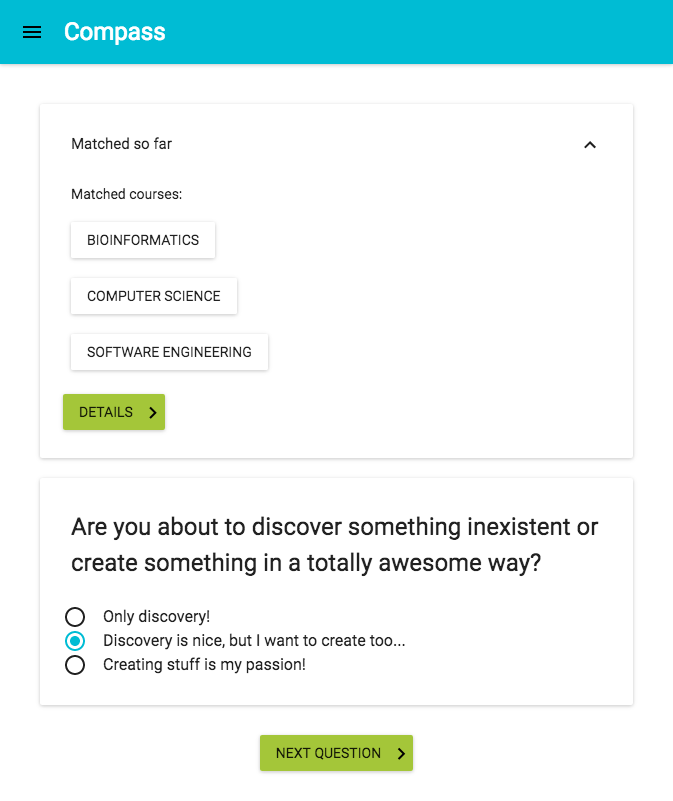 Compass
Matched so far
Matched courses:
BIOINFORMATICS
COMPUTER SCIENCE
SOFTWARE ENGINEERING
DETAILS
Are you about to discover something inexistent or
create something in a totally awesome way?
Only discovery!
Discovery is nice, but I want to create too...
Creating stuff is my passion!
NEXT QUESTION